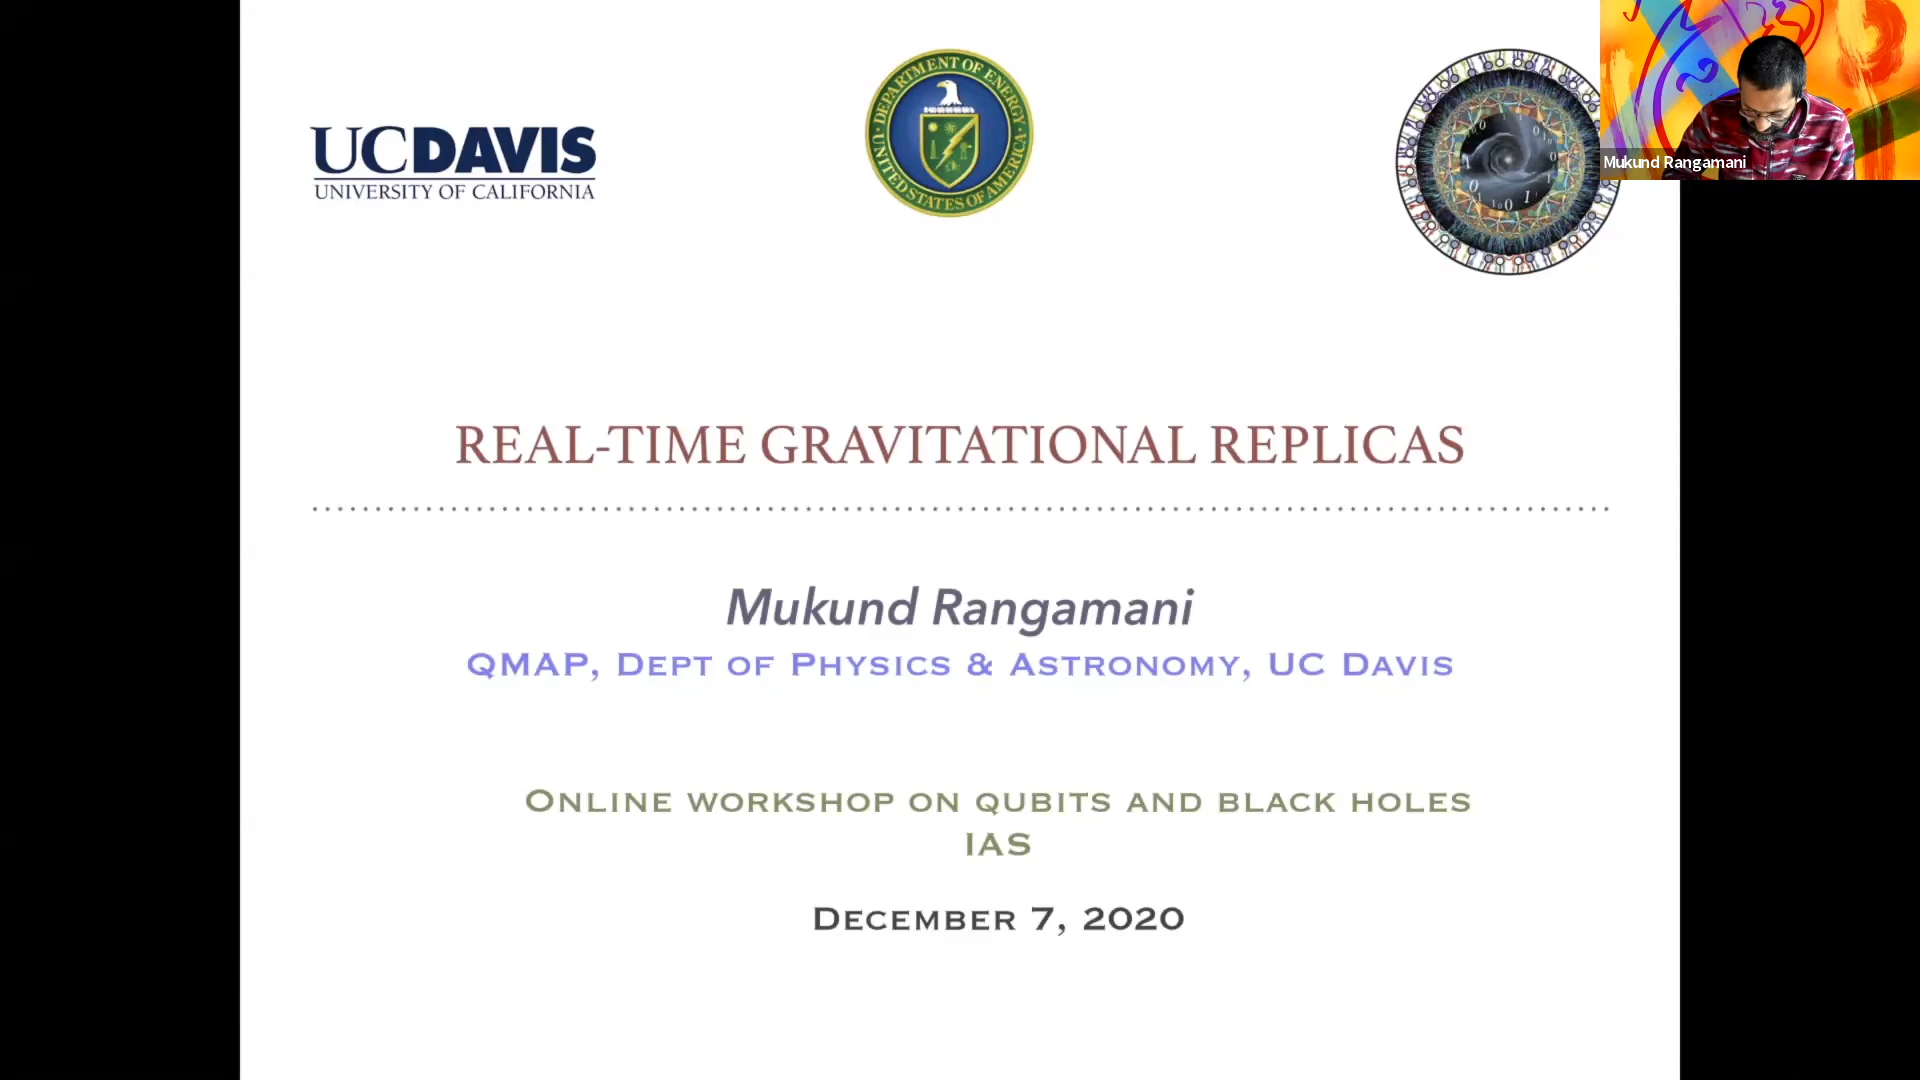 UCDAVIS
UNIVERSITY OF CALIFORNIA
DEPARTMENT OF ENERGY
UNITED STATES OF AMERICA
Mukund Rangamani
REAL-TIME GRAVITATIONAL REPLICAS
Mukund Rangamani
QMAP, DEPT OF PHYSICS & ASTRONOMY, UC DAVIS
ONLINE WORKSHOP ON QUBITS AND BLACK HOLES
IAS
DECEMBER 7, 2020